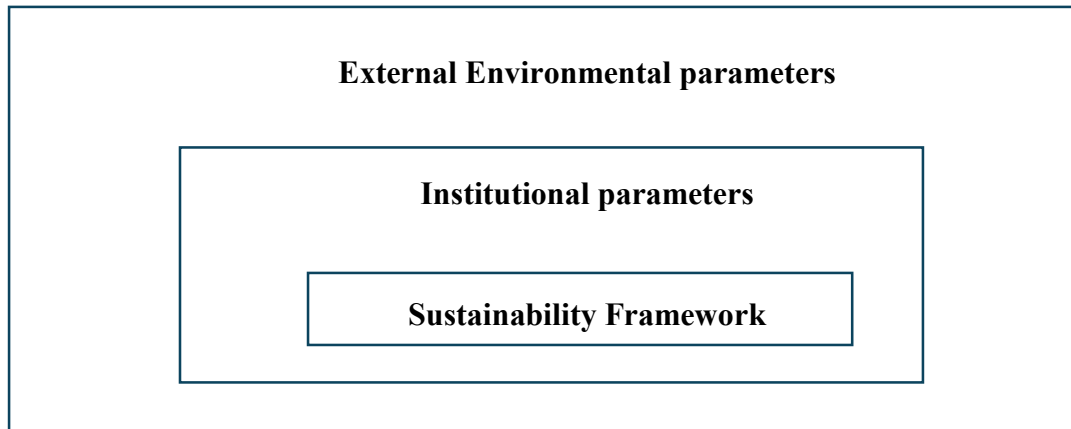 External Environmental parameters
Institutional parameters
Sustainability Framework